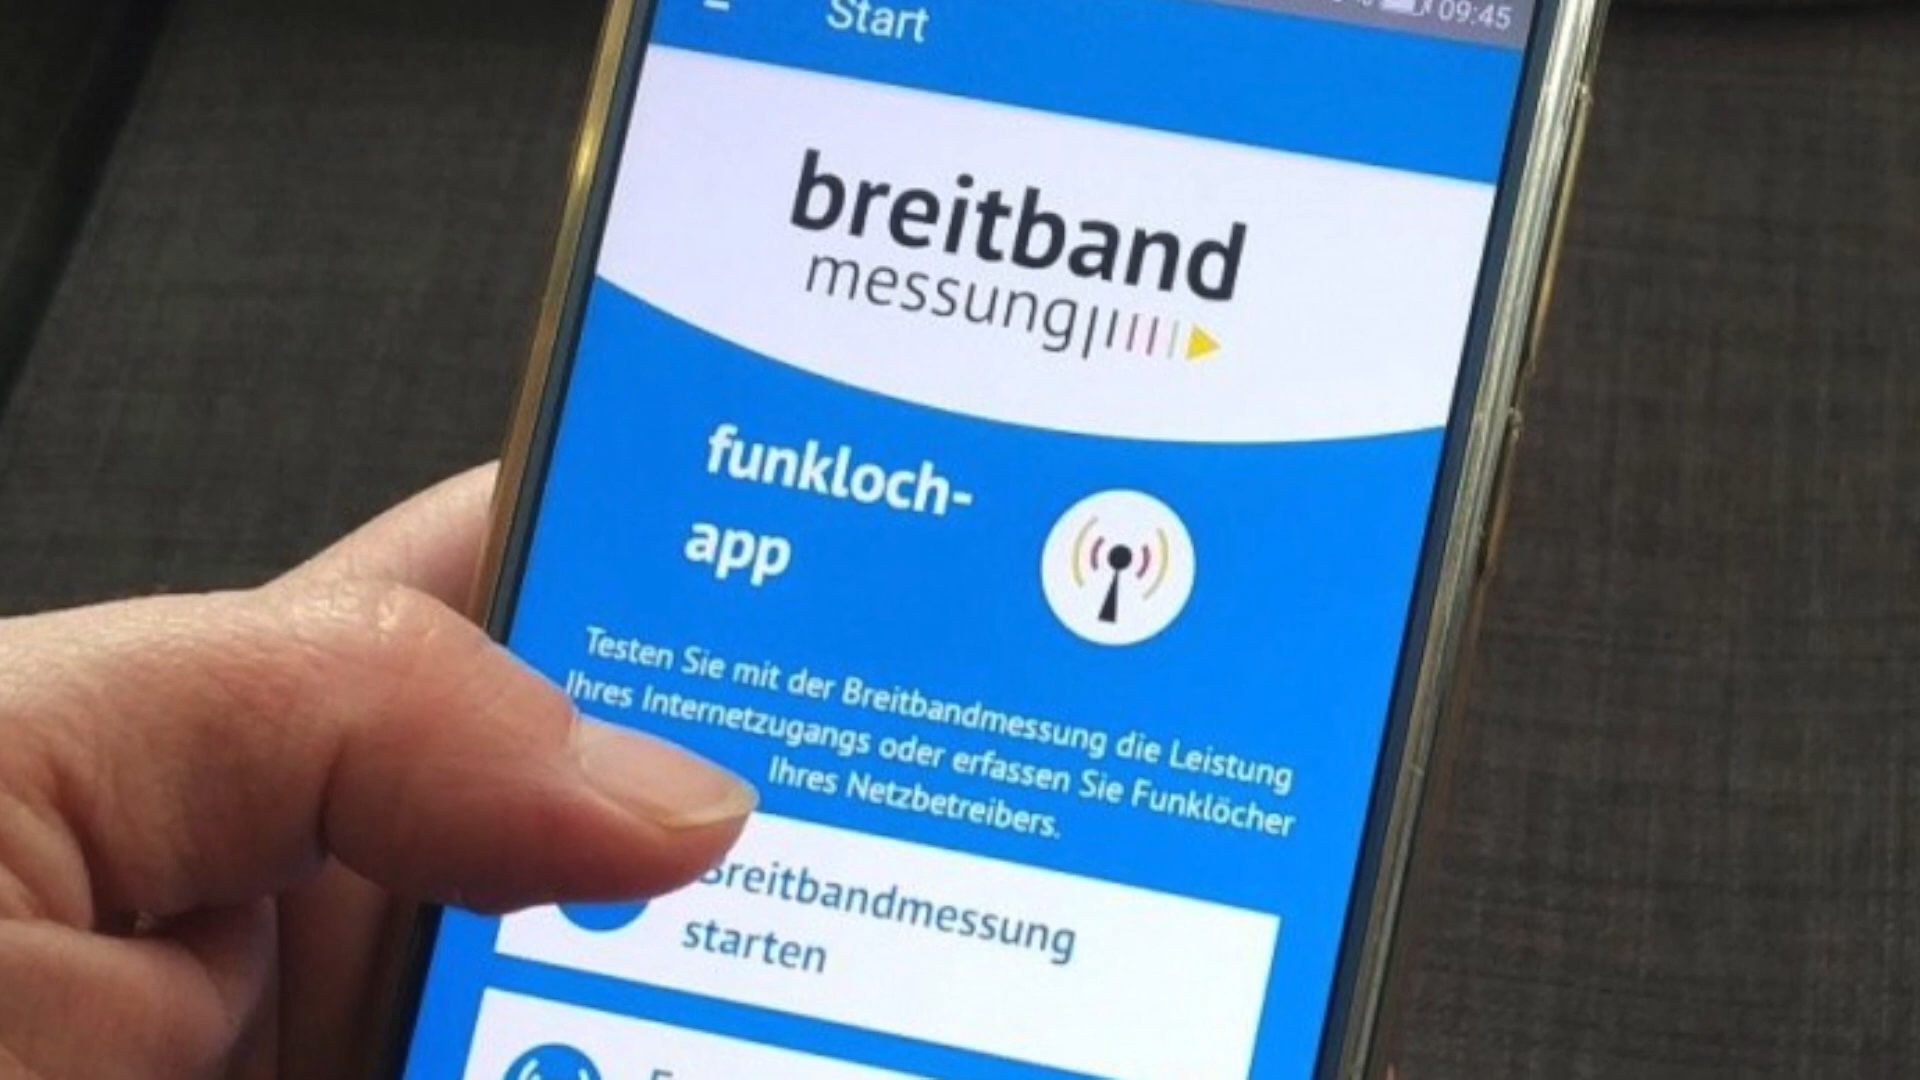 09:45
Start
breitband
messung
funkloch-
app
Testen Sie mit der Breitbandmessung die Leistung
Ihres Internetzugangs oder erfassen Sie Funklöcher
Ihres Netzbetreibers.
Breitbandmessung
starten